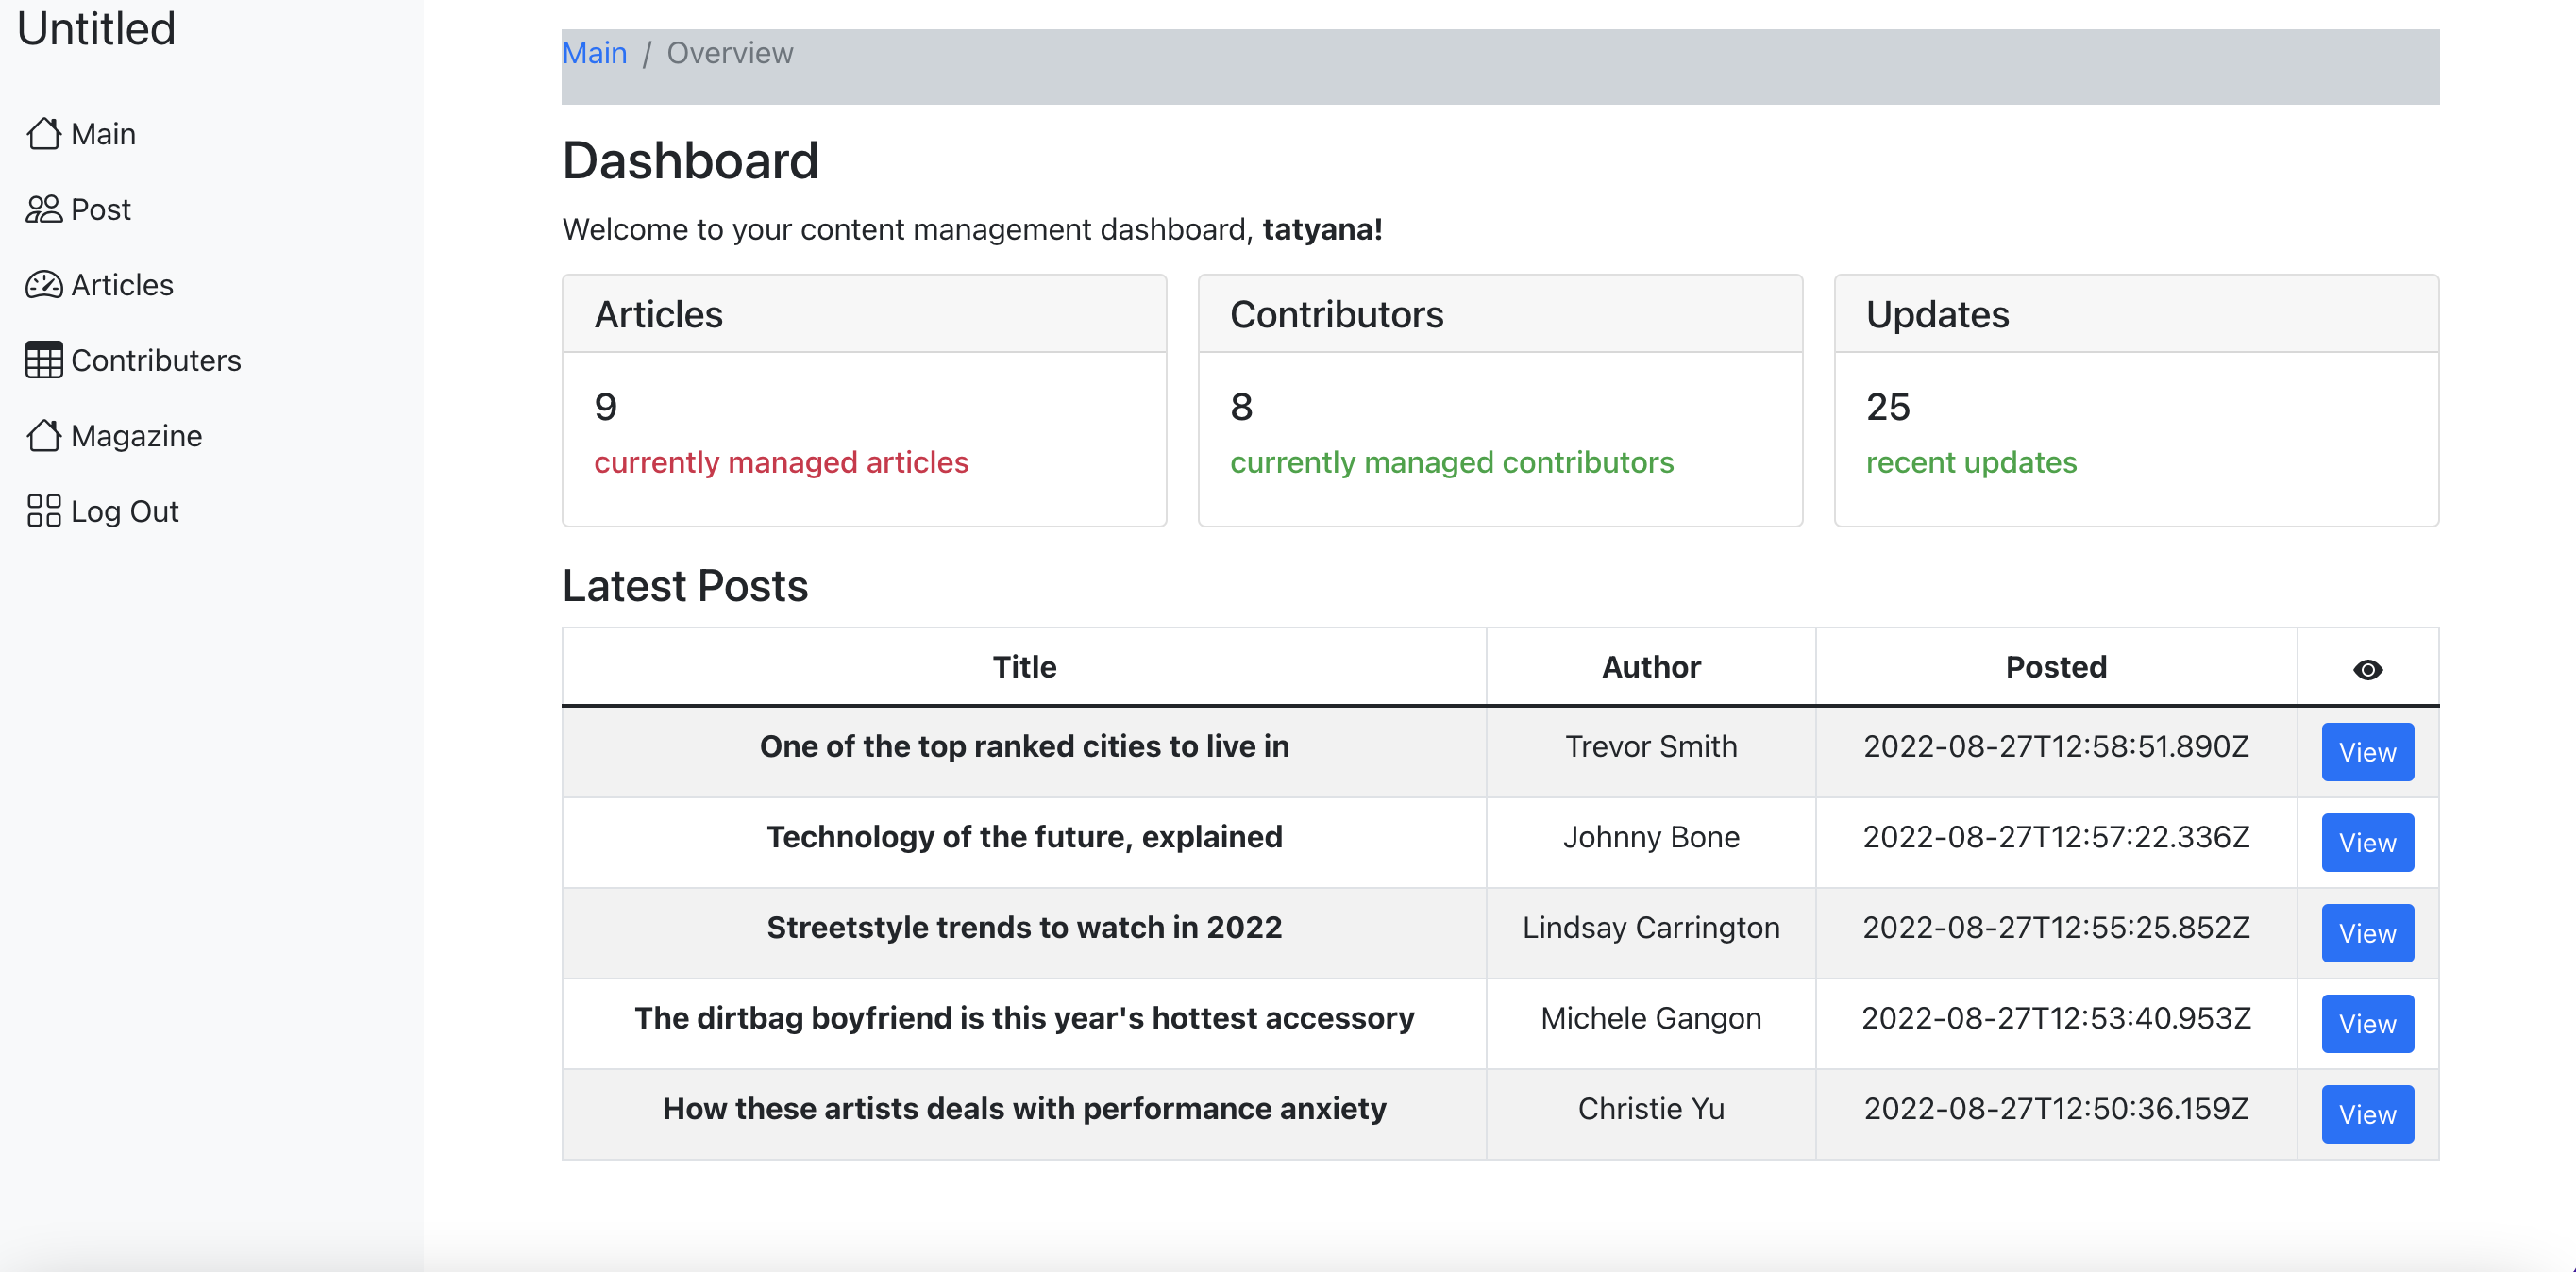 Untitled
Main
Post
Articles
Contributers
Magazine
Log Out
Main / Overview
Dashboard
Welcome to your content management dashboard, tatyana!
Articles
9
currently managed articles
Contributors
8
currently managed contributors
Updates
25
recent updates
Latest Posts
Title Author Posted
One of the top ranked cities to live in Trevor Smith 2022-08-27T12:58:51.890Z View
Technology of the future, explained Johnny Bone 2022-08-27T12:57:22.336Z View
Streetstyle trends to watch in 2022 Lindsay Carrington 2022-08-27T12:55:25.852Z View
The dirtbag boyfriend is this year's hottest accessory Michele Gangon 2022-08-27T12:53:40.953Z View
How these artists deals with performance anxiety Christie Yu 2022-08-27T12:50:36.159Z View